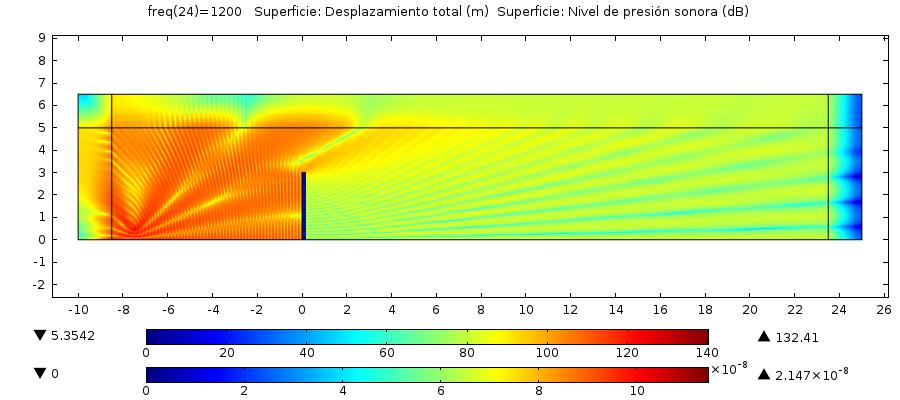 freq(24)=1200 Superficie: Desplazamiento total (m) Superficie: Nivel de presión sonora (dB)
9
8
7
6
5
4
3
2
1
0
-1
-2
-10 -8 -6 -4 -2 0 2 4 6 8 10 12 14 16 18 20 22 24 26
▼ 5.3542 ▲ 132.41
0 20 40 60 80 100 120 140
×10⁻⁸
▼ 0 ▲ 2.147×10⁻⁸
0 2 4 6 8 10